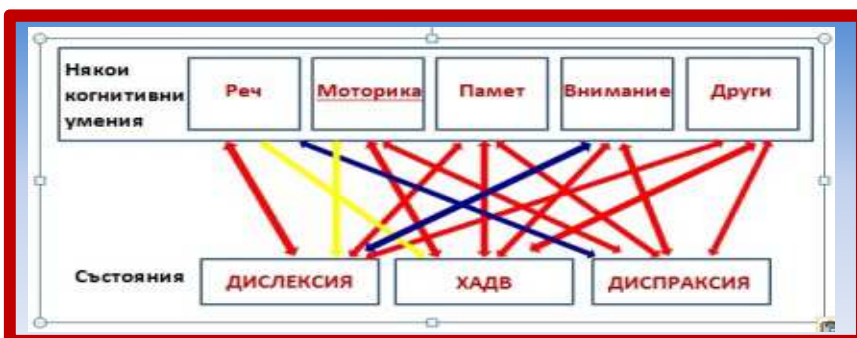 Някои
когнитивни
умения
Реч
Моторика
Памет
Внимание
Други
Състояния
ДИСЛЕКСИЯ
ХАДВ
ДИСПРАКСИЯ